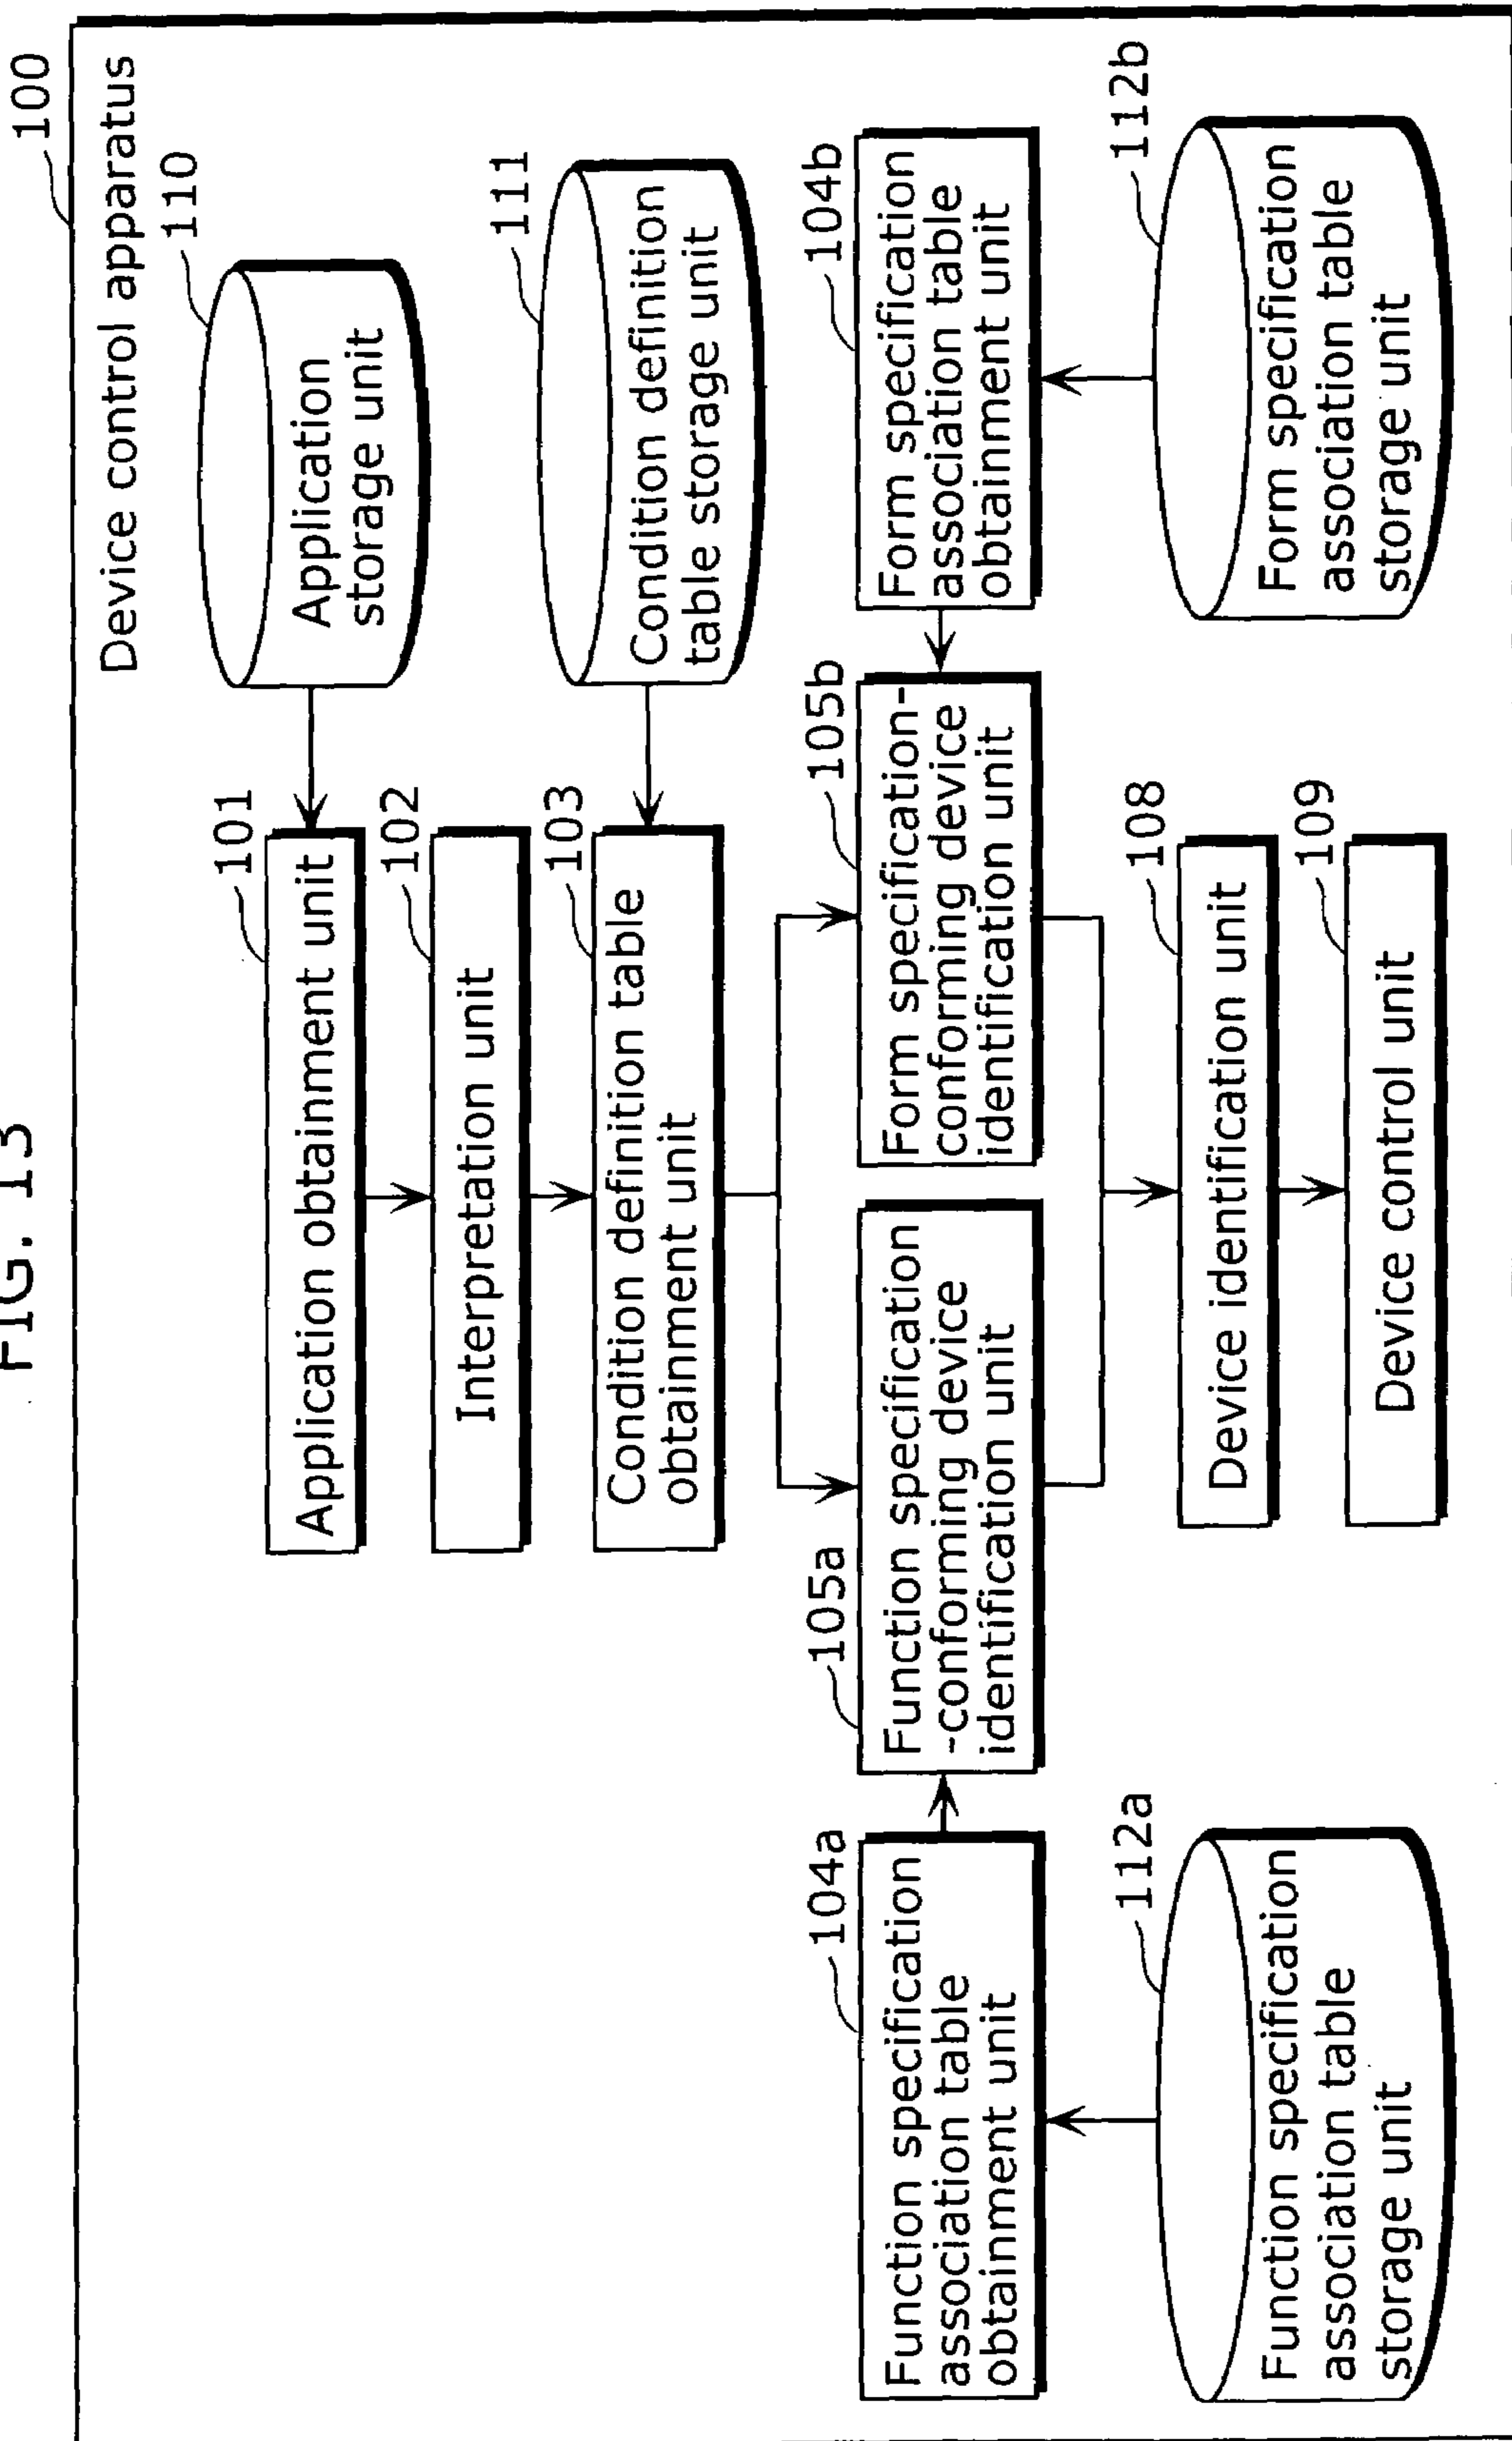 FIG. 13
100
Device control apparatus
110
Application
storage unit
101
Application obtainment unit
102
Interpretation unit
111
Condition definition
table storage unit
103
Condition definition table
obtainment unit
104a
Function specification
association table
obtainment unit
105a
Function specification
-conforming device
identification unit
105b
Form specification-
conforming device
identification unit
104b
Form specification
association table
obtainment unit
112a
Function specification
association table
storage unit
108
Device identification unit
109
Device control unit
112b
Form specification
association table
storage unit